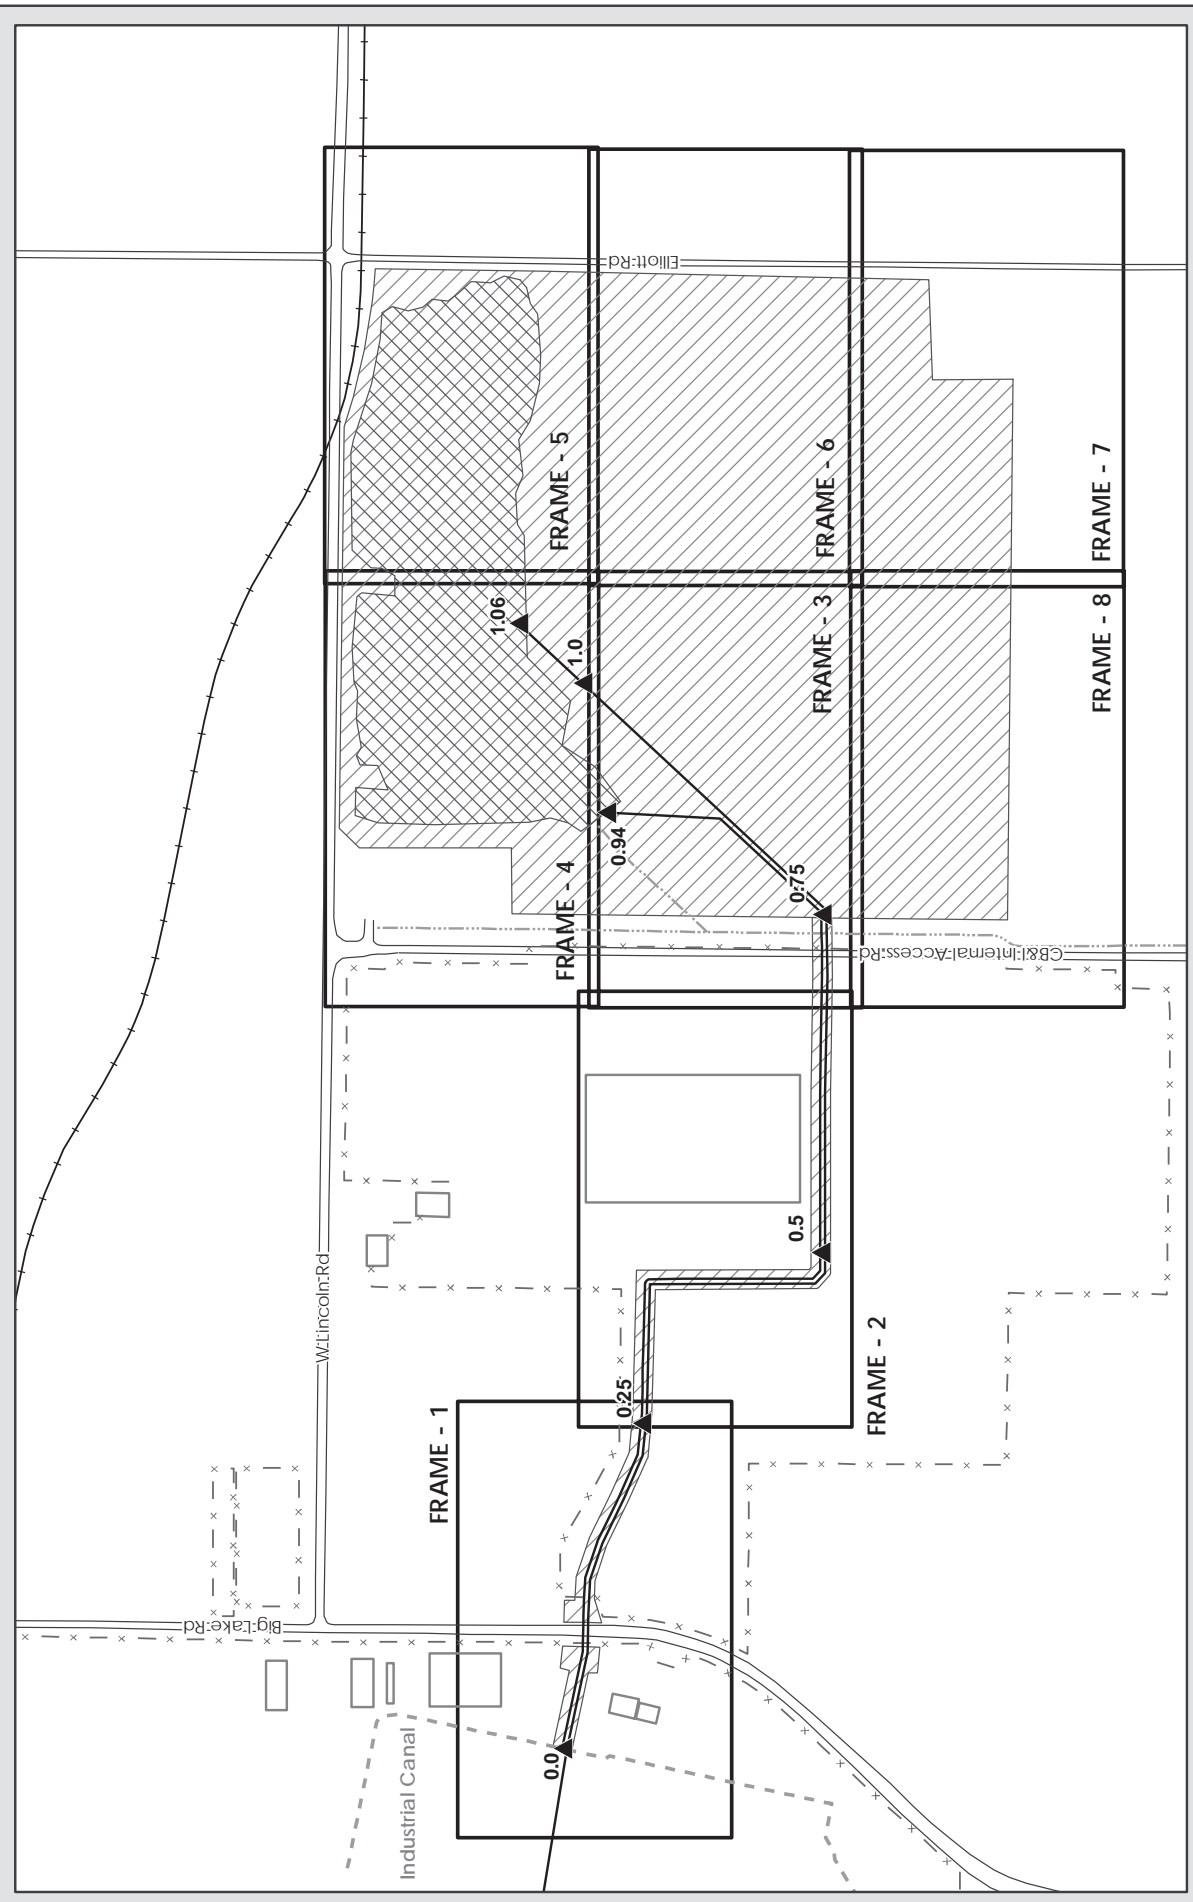 Elliott Rd
FRAME - 5
FRAME - 6
FRAME - 7
1.06
1.0
FRAME - 3
FRAME - 8
0.94
0.75
FRAME - 4
CB&I Internal Access Rd
0.5
W Lincoln Rd
FRAME - 2
0.25
FRAME - 1
Big Lake Rd
0.0
Industrial Canal